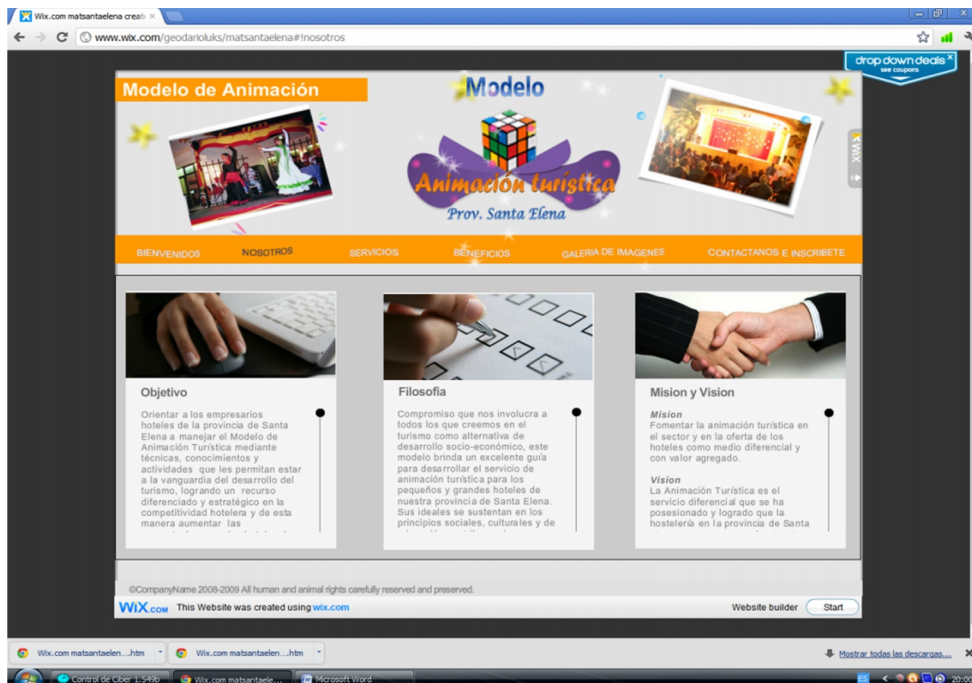 Wix.com matsantaelena creat
www.wix.com/geodarioluks/matsantaelena#!nosotros
drop down deals
see coupons
Modelo de Animación
Modelo
Animación turística
Prov. Santa Elena
WIX
BIENVENIDOS NOSOTROS SERVICIOS BENEFICIOS GALERIA DE IMAGENES CONTACTANOS E INSCRIBETE
Objetivo
Orientar a los empresarios
hoteles de la provincia de Santa
Elena a manejar el Modelo de
Animación Turística mediante
técnicas, conocimientos y
actividades que les permitan estar
a la vanguardia del desarrollo del
turismo, logrando un recurso
diferenciado y estratégico en la
competitividad hotelera y de esta
manera aumentar las
Filosofia
Compromiso que nos involucra a
todos los que creemos en el
turismo como alternativa de
desarrollo socio-económico, este
modelo brinda un excelente guía
para desarrollar el servicio de
animación turística para los
pequeños y grandes hoteles de
nuestra provincia de Santa Elena.
Sus ideales se sustentan en los
principios sociales, culturales y de
Mision y Vision
Mision
Fomentar la animación turística en
el sector y en la oferta de los
hoteles como medio diferencial y
con valor agregado.
Vision
La Animación Turística es el
servicio diferencial que se ha
posesionado y logrado que la
hostelería en la provincia de Santa
©CompanyName 2008-2009 All human and animal rights carefully reserved and preserved.
WiX.com This Website was created using wix.com Website builder Start
Wix.com matsantaelen....htm Wix.com matsantaelen....htm Mostrar todas las descargas...
Control de Ciber 1.549b Wix.com matsantaele... Microsoft Word ES 20:00